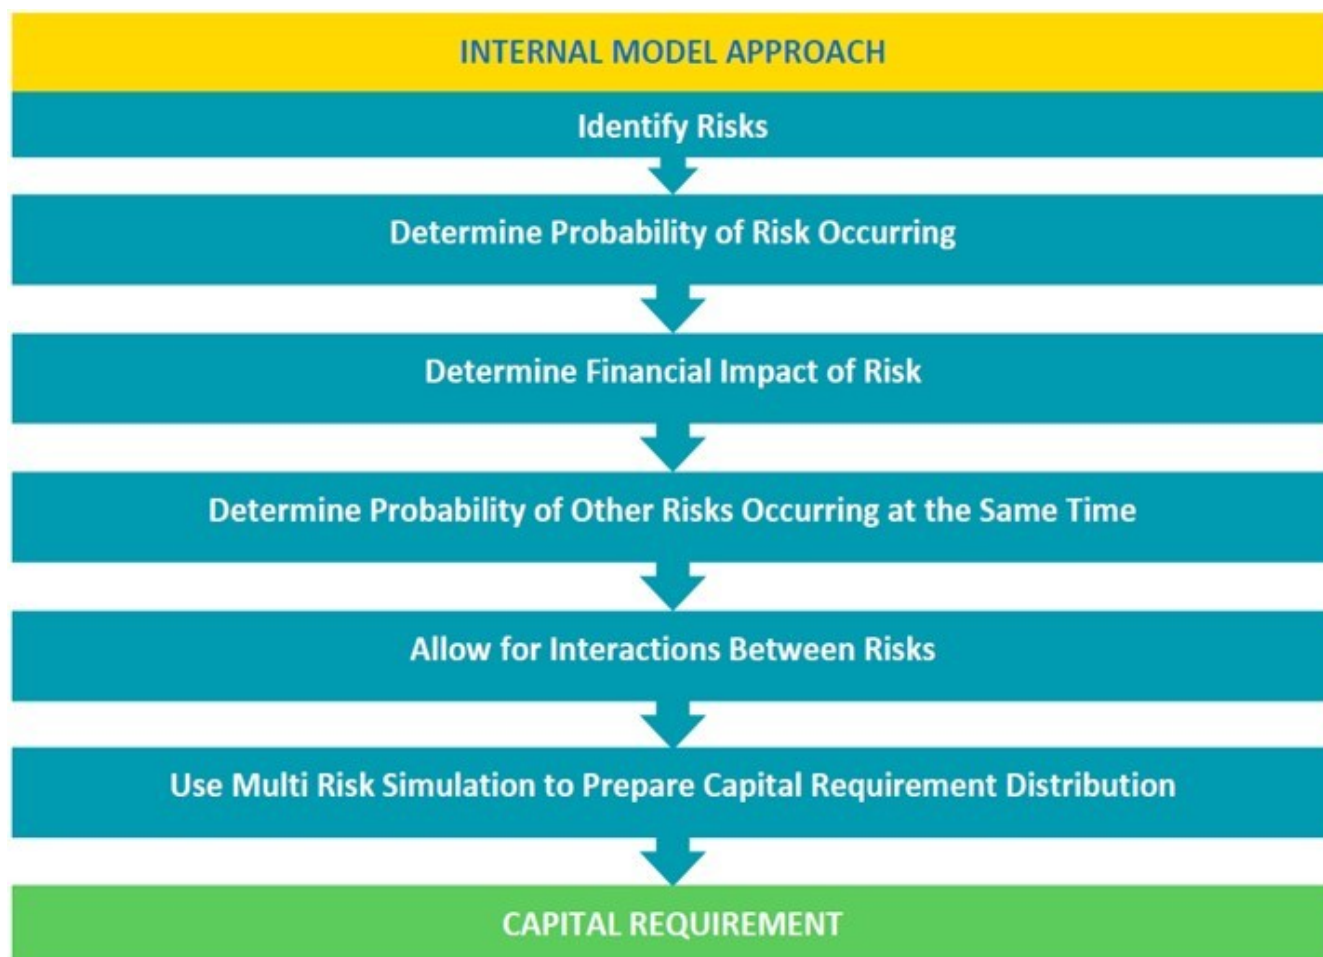 INTERNAL MODEL APPROACH
Identify Risks
Determine Probability of Risk Occurring
Determine Financial Impact of Risk
Determine Probability of Other Risks Occurring at the Same Time
Allow for Interactions Between Risks
Use Multi Risk Simulation to Prepare Capital Requirement Distribution
CAPITAL REQUIREMENT